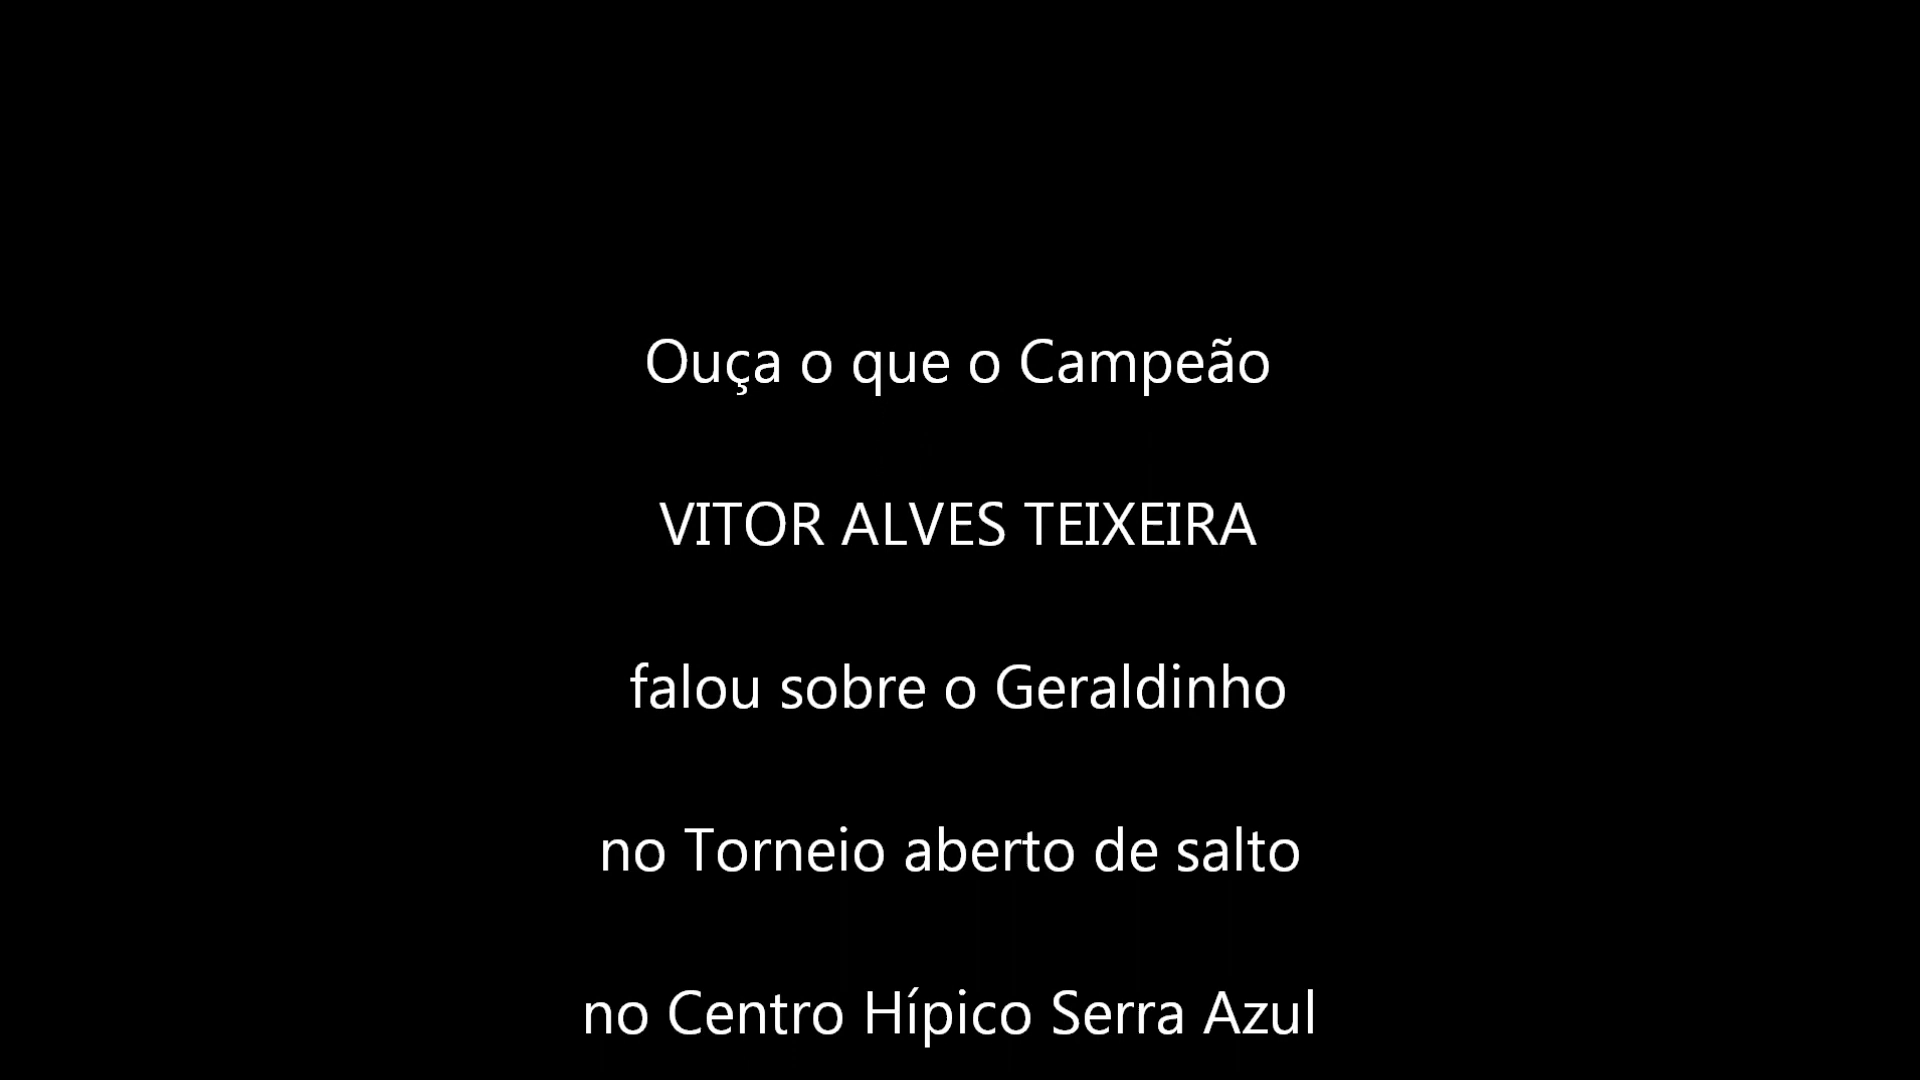 Ouça o que o Campeão
VITOR ALVES TEIXEIRA
falou sobre o Geraldinho
no Torneio aberto de salto
no Centro Hípico Serra Azul